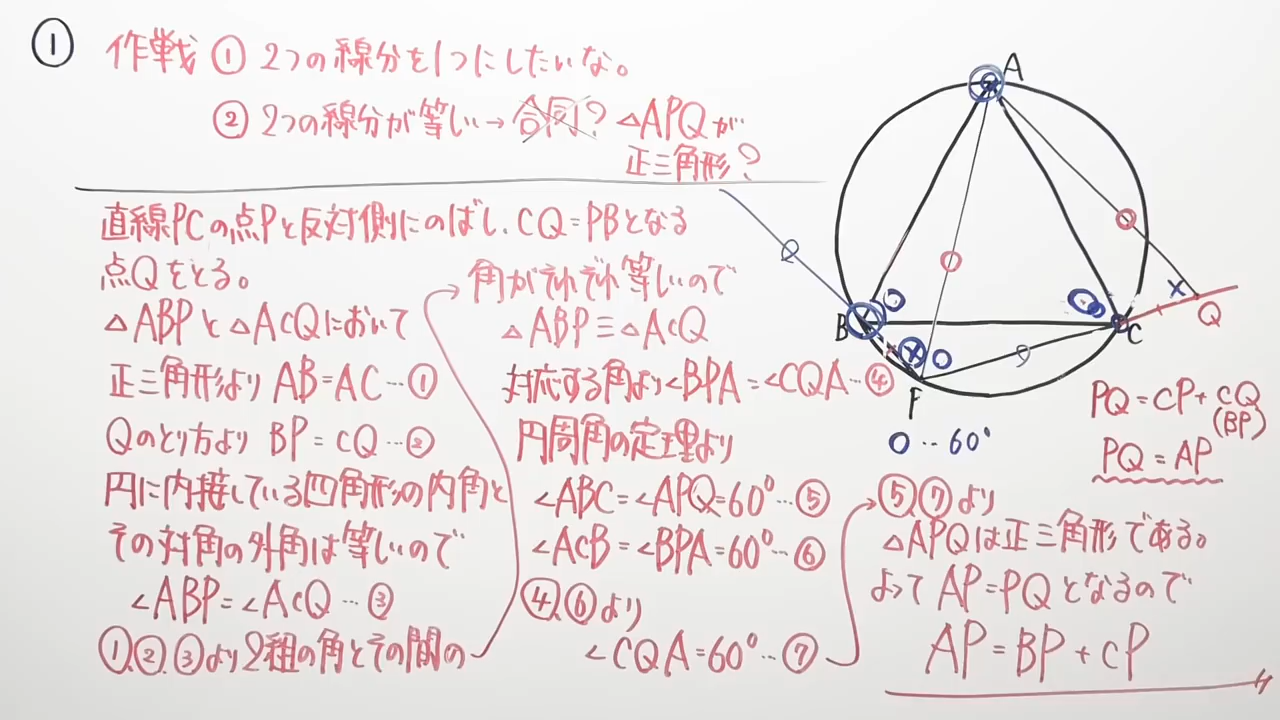 ①
作戦 ① 2つの線分を1つにしたいな。
② 2つの線分が等しい→合同? △APQが
正三角形?
直線PCの点Pと反対側にのばし、CQ=PBとなる
点Qをとる。
△ABPと△ACQにおいて
正三角形より AB=AC…①
Qのとり方より BP=CQ…②
円に内接している四角形の内角と
その対角の外角は等しいので
∠ABP=∠ACQ…③
①,②,③より2組の角とその間の
角がそれぞれ等しいので
△ABP≡△ACQ
対応する角より∠BPA=∠CQA…④
円周角の定理より
∠ABC=∠APQ=60°…⑤
∠ACB=∠BPA=60°…⑥
④,⑥より
∠CQA=60°…⑦
⑤,⑦より
△APQは正三角形である。
よって AP=PQとなるので
AP=BP+CP
A
B
C
Q
P
○…60°
PQ=CP+CQ
(BP)
PQ=AP